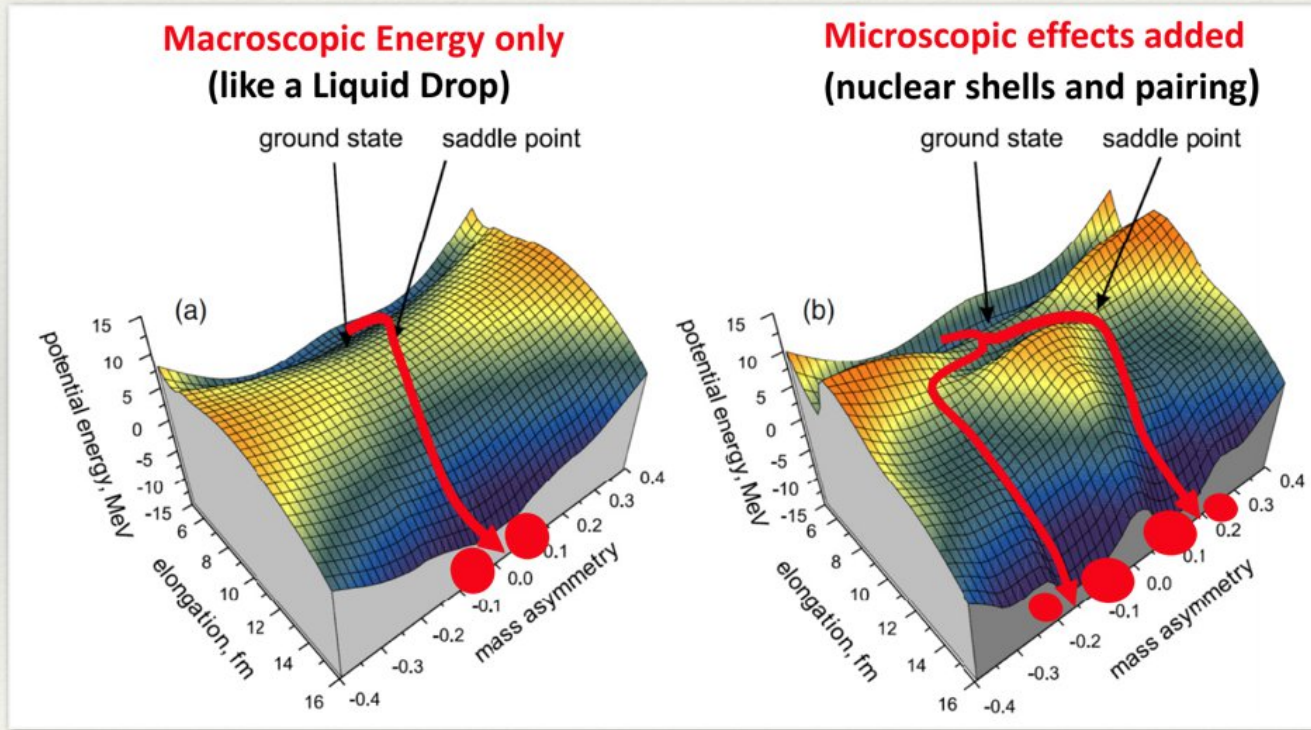 Macroscopic Energy only
(like a Liquid Drop)
ground state
saddle point
(a)
15
10
5
0
-5
-10
-15
potential energy, MeV
6
8
10
12
14
16
elongation, fm
-0.4
-0.3
-0.2
-0.1
0.0
0.1
0.2
0.3
0.4
mass asymmetry
Microscopic effects added
(nuclear shells and pairing)
ground state
saddle point
(b)
15
10
5
0
-5
-10
-15
potential energy, MeV
6
8
10
12
14
16
elongation, fm
-0.4
-0.3
-0.2
-0.1
0.0
0.1
0.2
0.3
0.4
mass asymmetry